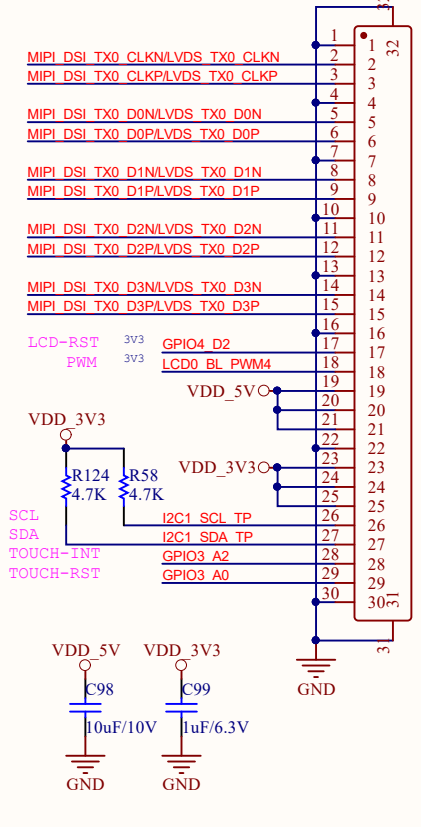 1 1 32
MIPI_DSI_TX0_CLKN/LVDS_TX0_CLKN 2 2
MIPI_DSI_TX0_CLKP/LVDS_TX0_CLKP 3 3
4 4
MIPI_DSI_TX0_D0N/LVDS_TX0_D0N 5 5
MIPI_DSI_TX0_D0P/LVDS_TX0_D0P 6 6
7 7
MIPI_DSI_TX0_D1N/LVDS_TX0_D1N 8 8
MIPI_DSI_TX0_D1P/LVDS_TX0_D1P 9 9
10 10
MIPI_DSI_TX0_D2N/LVDS_TX0_D2N 11 11
MIPI_DSI_TX0_D2P/LVDS_TX0_D2P 12 12
13 13
MIPI_DSI_TX0_D3N/LVDS_TX0_D3N 14 14
MIPI_DSI_TX0_D3P/LVDS_TX0_D3P 15 15
16 16
LCD-RST 3V3 GPIO4_D2 17 17
PWM 3V3 LCD0_BL_PWM4 18 18
VDD_5V 19 19
20 20
21 21
VDD_3V3 22 22
VDD_3V3 23 23
R124 R58 24 24
4.7K 4.7K 25 25
SCL I2C1_SCL_TP 26 26
SDA I2C1_SDA_TP 27 27
TOUCH-INT GPIO3_A2 28 28
TOUCH-RST GPIO3_A0 29 29
30 30 31
31
VDD_5V VDD_3V3
C98 C99 GND
10uF/10V 1uF/6.3V
GND GND